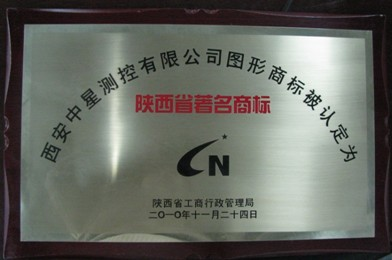 西安中星测控有限公司图形商标被认定为
陕西省著名商标
CN
陕西省工商行政管理局
二〇一〇年十一月二十四日